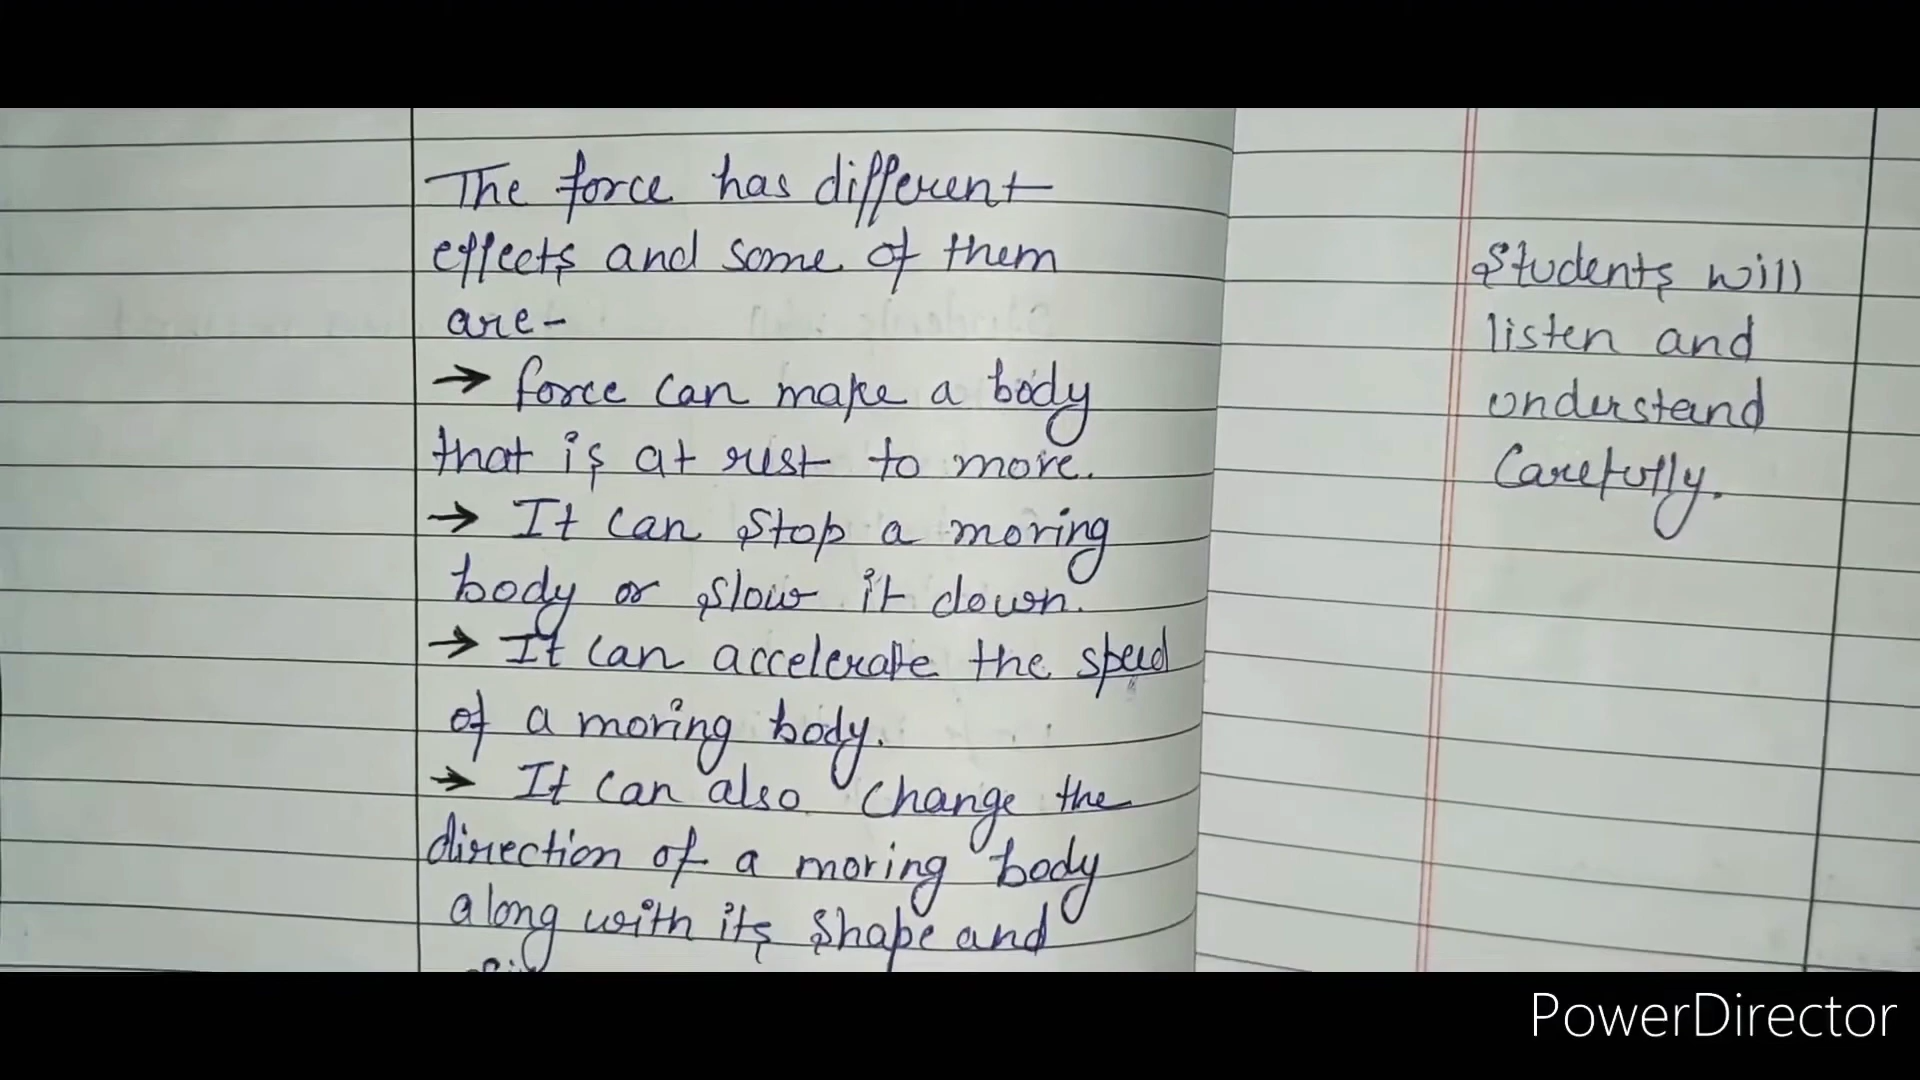 The force has different
effects and some of them
are-
→ force can make a body
that is at rest to move.
→ It can stop a moving
body or slow it down.
→ It can accelerate the speed
of a moving body.
→ It can also change the
direction of a moving body
along with its shape and
Students will
listen and
understand
Carefully.
PowerDirector